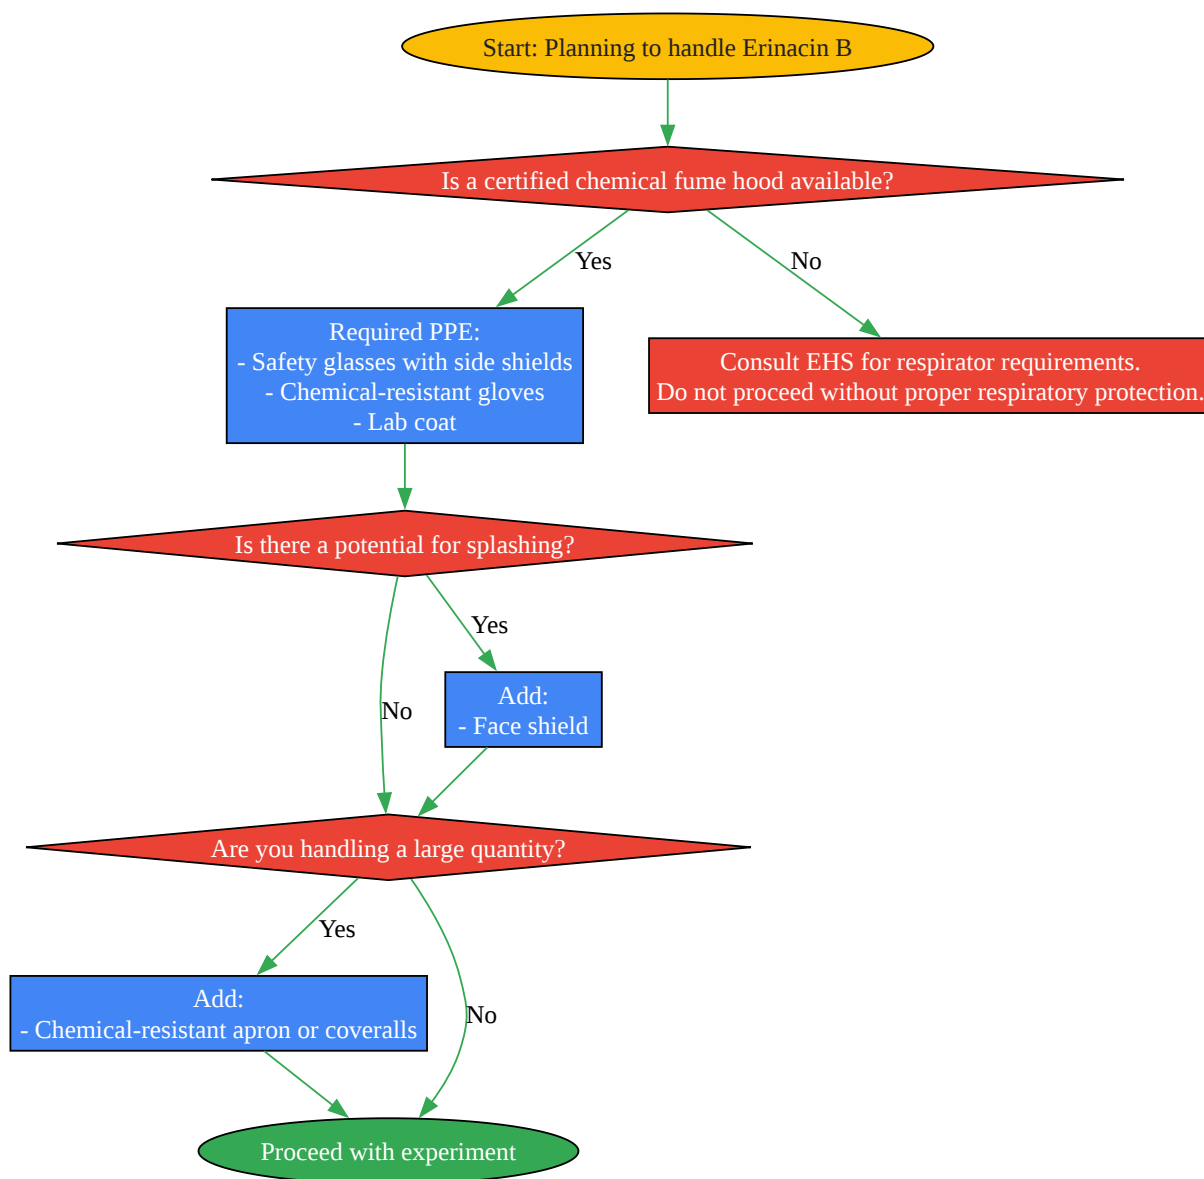 Start: Planning to handle Erinacin B
Is a certified chemical fume hood available?
Yes
No
Required PPE:
- Safety glasses with side shields
- Chemical-resistant gloves
- Lab coat
Consult EHS for respirator requirements.
Do not proceed without proper respiratory protection.
Is there a potential for splashing?
Yes
No
Add:
- Face shield
Are you handling a large quantity?
Yes
No
Add:
- Chemical-resistant apron or coveralls
Proceed with experiment